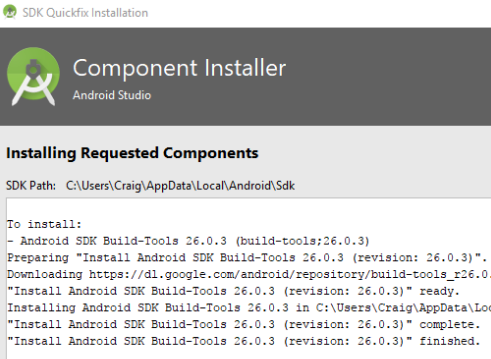 SDK Quickfix Installation
Component Installer
Android Studio
Installing Requested Components
SDK Path: C:\Users\Craig\AppData\Local\Android\Sdk
To install:
- Android SDK Build-Tools 26.0.3 (build-tools;26.0.3)
Preparing "Install Android SDK Build-Tools 26.0.3 (revision: 26.0.3)".
Downloading https://dl.google.com/android/repository/build-tools_r26.0.
"Install Android SDK Build-Tools 26.0.3 (revision: 26.0.3)" ready.
Installing Android SDK Build-Tools 26.0.3 in C:\Users\Craig\AppData\Loc
"Install Android SDK Build-Tools 26.0.3 (revision: 26.0.3)" complete.
"Install Android SDK Build-Tools 26.0.3 (revision: 26.0.3)" finished.